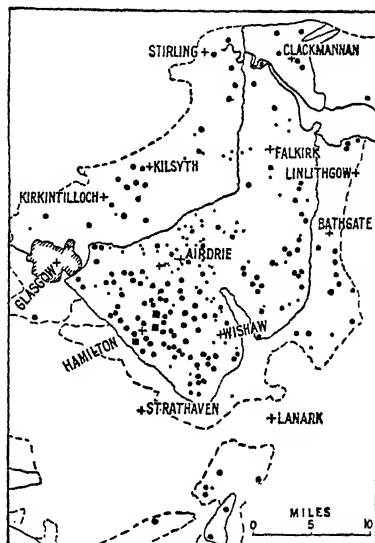 STIRLING
CLACKMANNAN
FALKIRK
KILSYTH
LINLITHGOW
KIRKINTILLOCH
BATHGATE
AIRDRIE
GLASGOW
WISHAW
HAMILTON
STRATHAVEN
LANARK
MILES
0 5 10